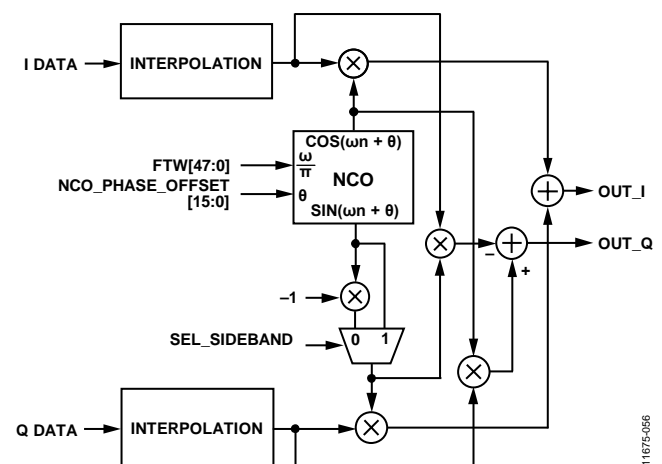 I DATA
INTERPOLATION
COS(ωn + θ)
FTW[47:0]
ω
π
NCO
NCO_PHASE_OFFSET
[15:0]
θ
SIN(ωn + θ)
OUT_I
OUT_Q
–
+
–1
0
1
SEL_SIDEBAND
Q DATA
INTERPOLATION
11675-056